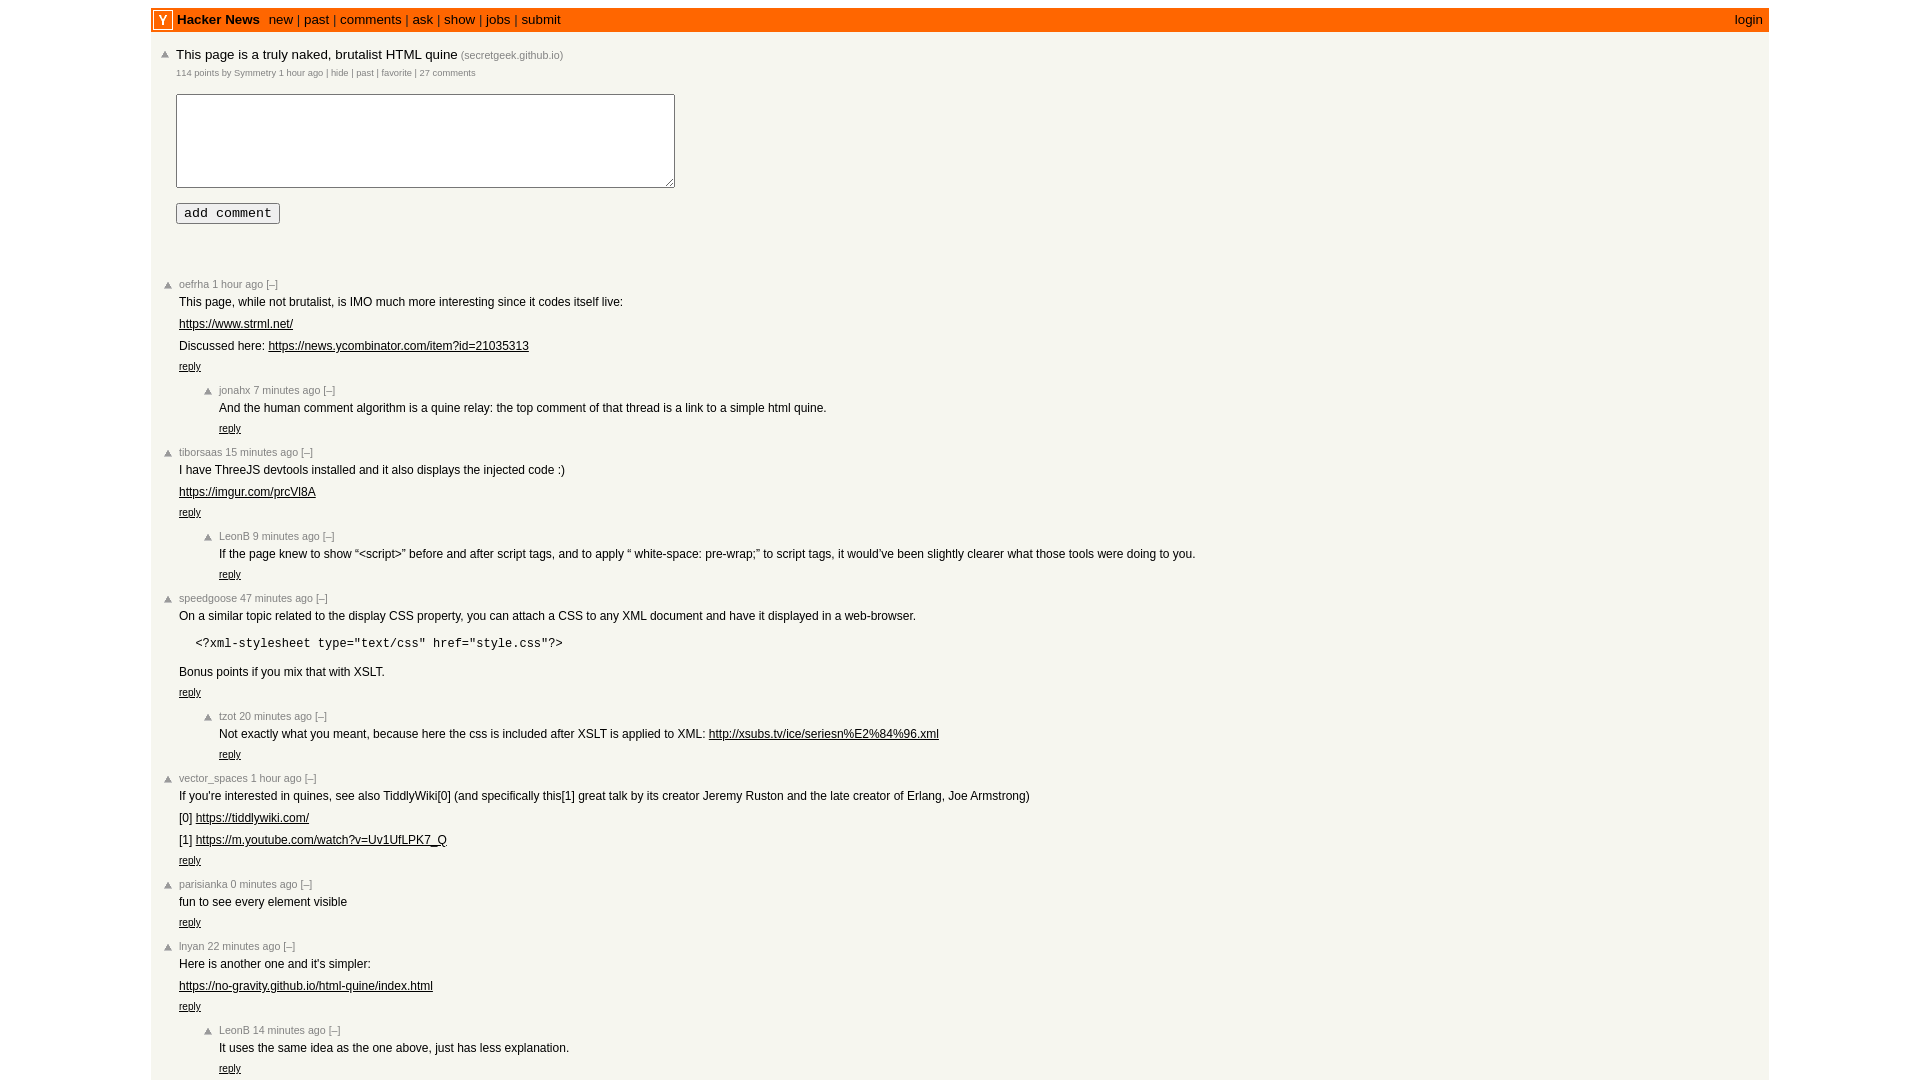 Y Hacker News new | past | comments | ask | show | jobs | submit login
This page is a truly naked, brutalist HTML quine (secretgeek.github.io)
114 points by Symmetry 1 hour ago | hide | past | favorite | 27 comments
add comment
oefrha 1 hour ago [–]
This page, while not brutalist, is IMO much more interesting since it codes itself live:
https://www.strml.net/
Discussed here: https://news.ycombinator.com/item?id=21035313
reply
jonahx 7 minutes ago [–]
And the human comment algorithm is a quine relay: the top comment of that thread is a link to a simple html quine.
reply
tiborsaas 15 minutes ago [–]
I have ThreeJS devtools installed and it also displays the injected code :)
https://imgur.com/prcVl8A
reply
LeonB 9 minutes ago [–]
If the page knew to show “<script>” before and after script tags, and to apply “ white-space: pre-wrap;” to script tags, it would’ve been slightly clearer what those tools were doing to you.
reply
speedgoose 47 minutes ago [–]
On a similar topic related to the display CSS property, you can attach a CSS to any XML document and have it displayed in a web-browser.
<?xml-stylesheet type="text/css" href="style.css"?>
Bonus points if you mix that with XSLT.
reply
tzot 20 minutes ago [–]
Not exactly what you meant, because here the css is included after XSLT is applied to XML: http://xsubs.tv/ice/seriesn%E2%84%96.xml
reply
vector_spaces 1 hour ago [–]
If you're interested in quines, see also TiddlyWiki[0] (and specifically this[1] great talk by its creator Jeremy Ruston and the late creator of Erlang, Joe Armstrong)
[0] https://tiddlywiki.com/
[1] https://m.youtube.com/watch?v=Uv1UfLPK7_Q
reply
parisianka 0 minutes ago [–]
fun to see every element visible
reply
lnyan 22 minutes ago [–]
Here is another one and it's simpler:
https://no-gravity.github.io/html-quine/index.html
reply
LeonB 14 minutes ago [–]
It uses the same idea as the one above, just has less explanation.
reply